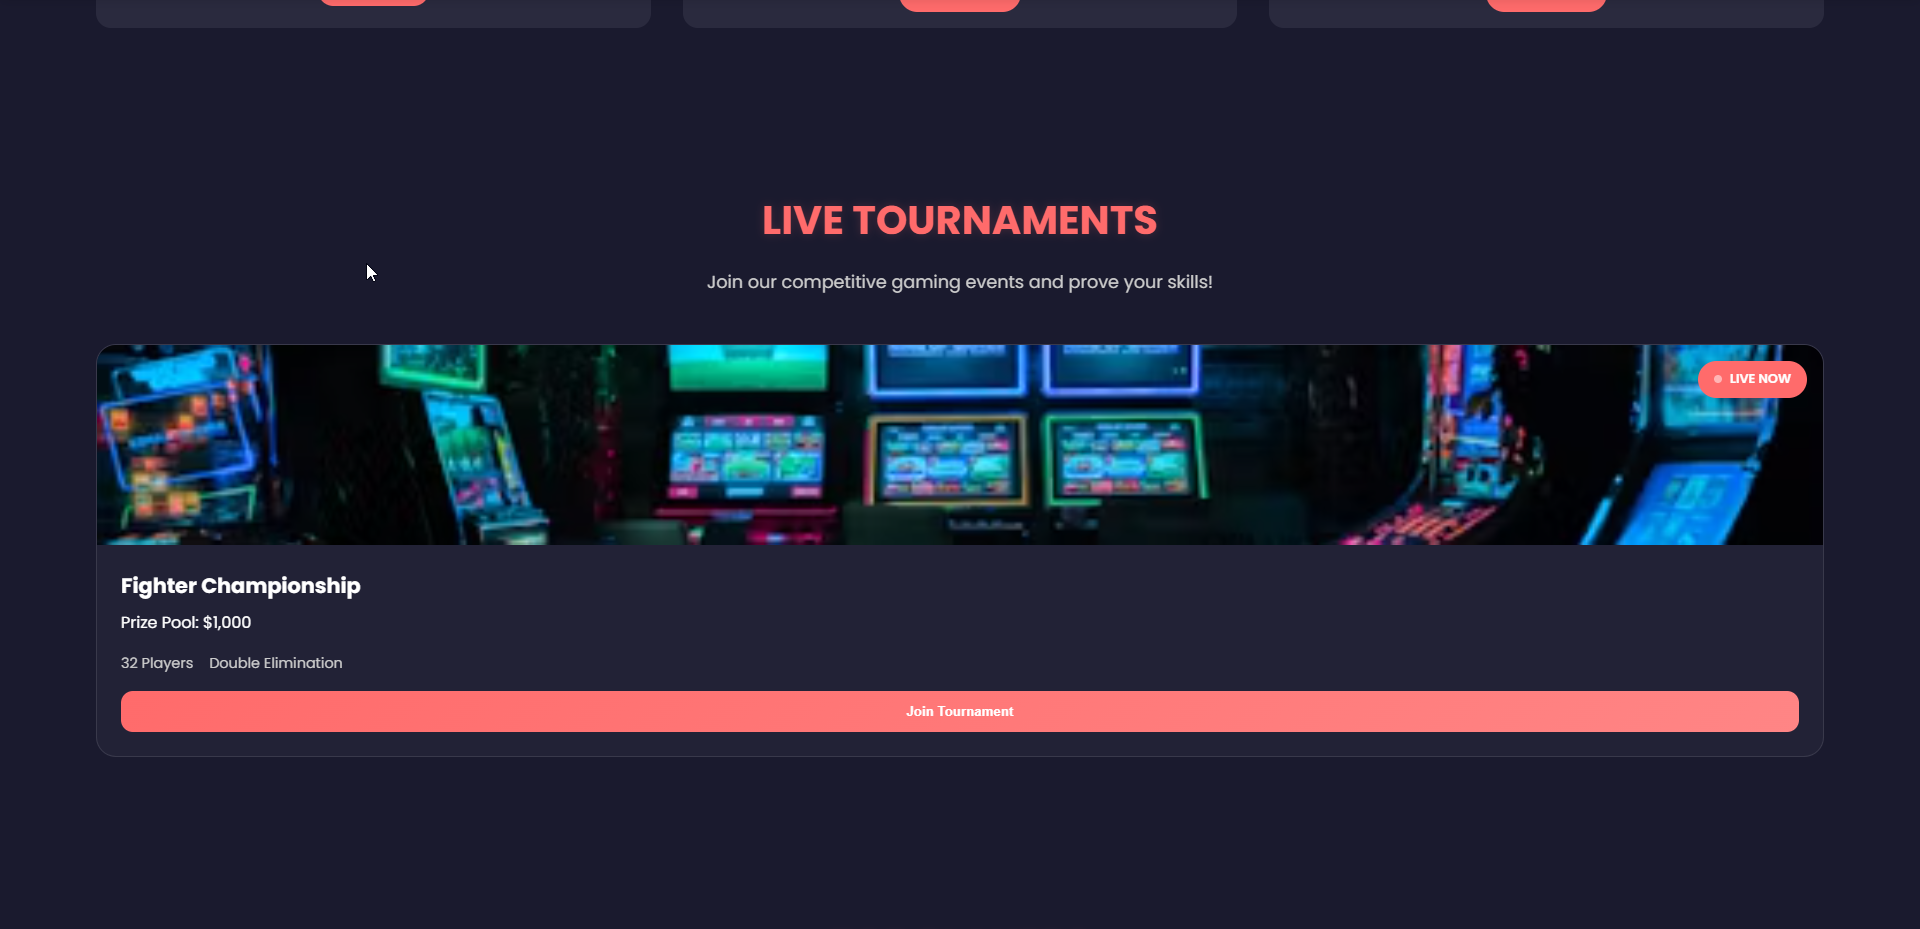 LIVE TOURNAMENTS
Join our competitive gaming events and prove your skills!
LIVE NOW
Fighter Championship
Prize Pool: $1,000
32 Players Double Elimination
Join Tournament